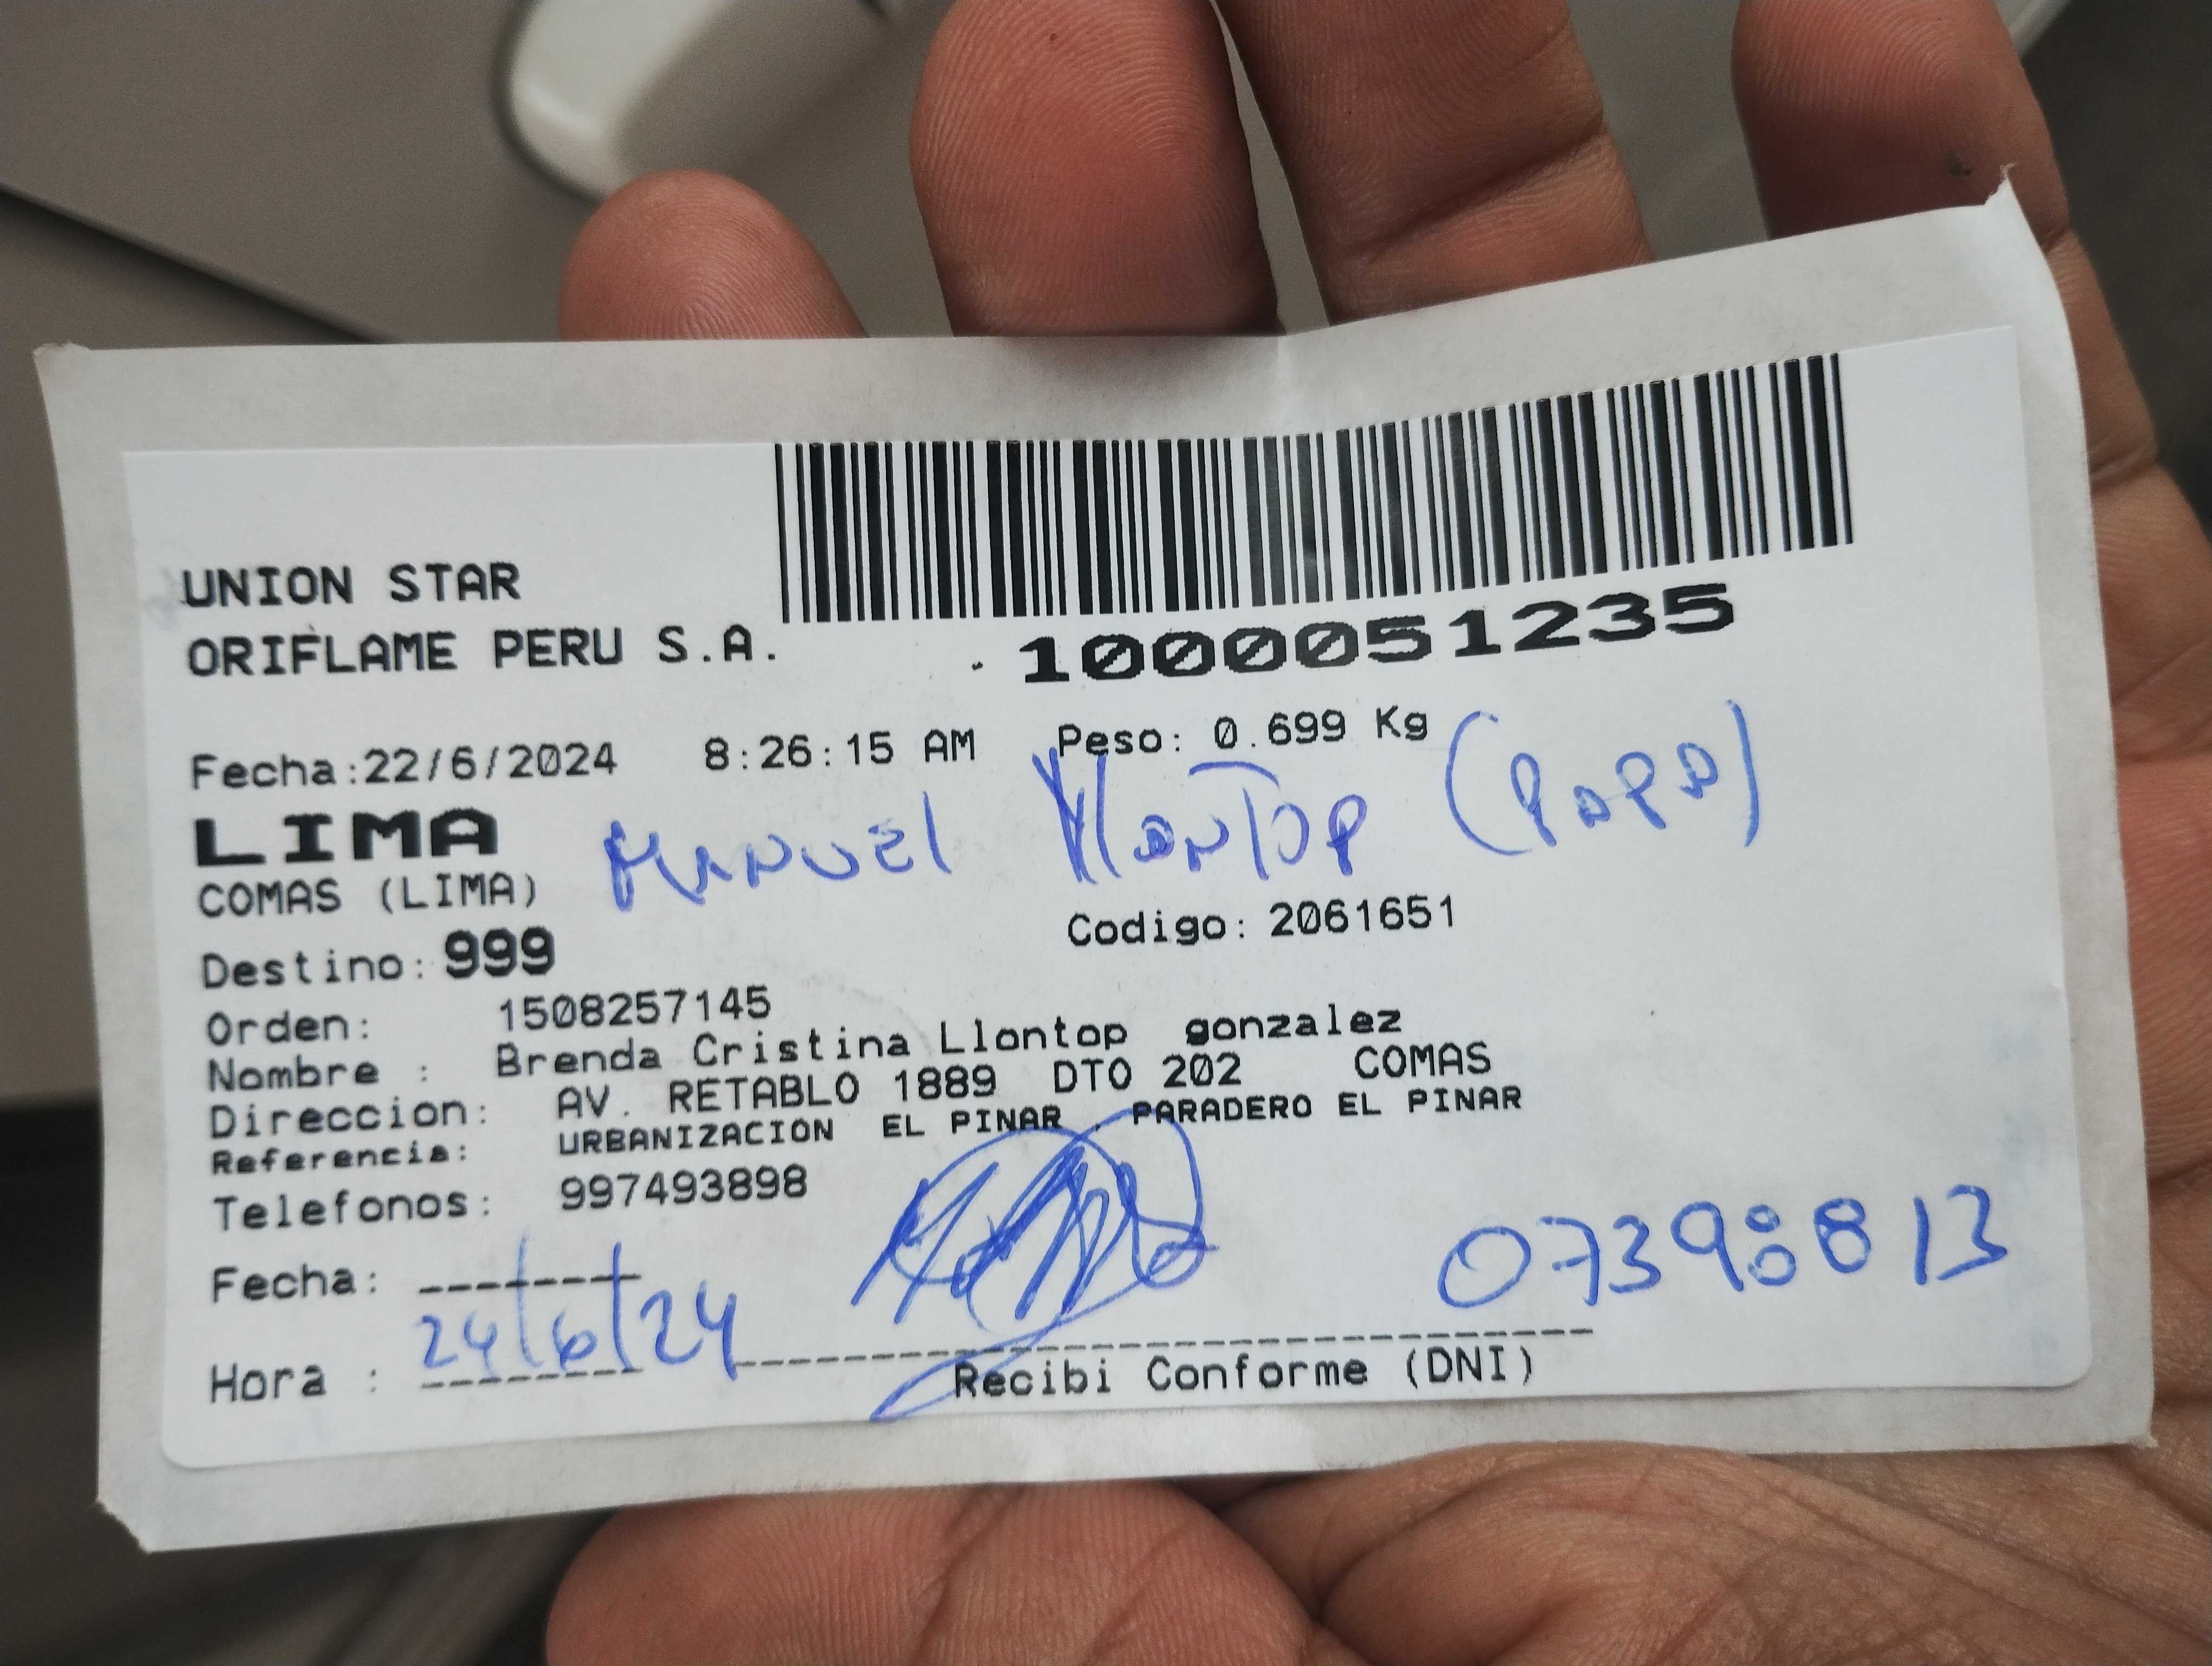 UNION STAR
ORIFLAME PERU S.A.
1000051235
Fecha:22/6/2024 8:26:15 AM Peso: 0.699 Kg
LIMA
Manuel Llontop (papa)
COMAS (LIMA)
Codigo: 2061651
Destino: 999
Orden: 1508257145
Nombre : Brenda Cristina Llontop gonzalez
Direccion: AV. RETABLO 1889 DTO 202 COMAS
Referencia: URBANIZACION EL PINAR , PARADERO EL PINAR
Telefonos: 997493898
Fecha:
24/6/24
Hora :
Recibi Conforme (DNI)